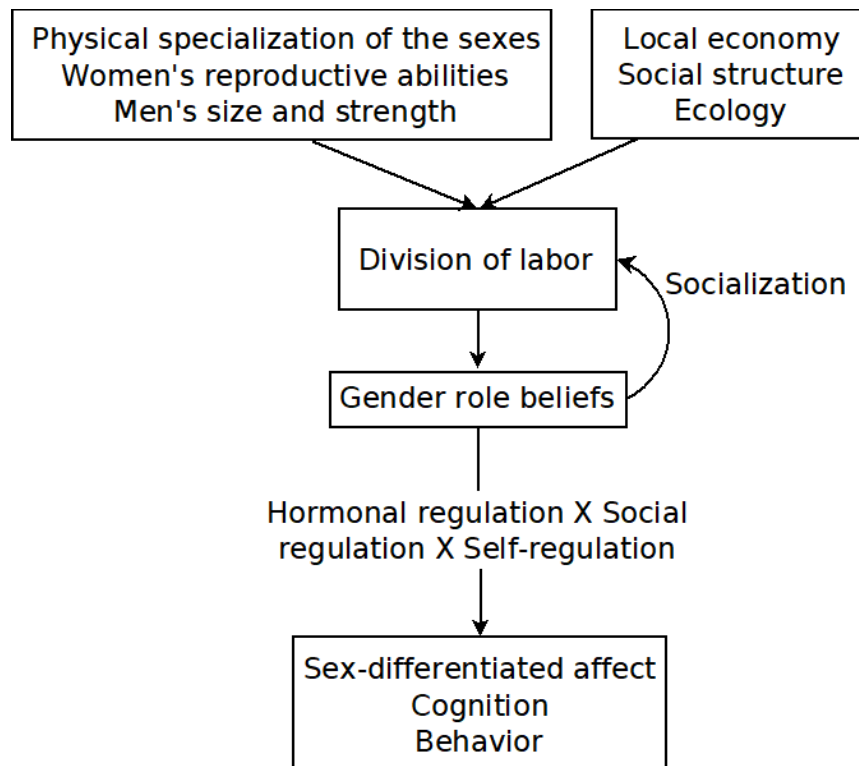 Physical specialization of the sexes
Women's reproductive abilities
Men's size and strength
Local economy
Social structure
Ecology
Division of labor
Socialization
Gender role beliefs
Hormonal regulation X Social
regulation X Self-regulation
Sex-differentiated affect
Cognition
Behavior